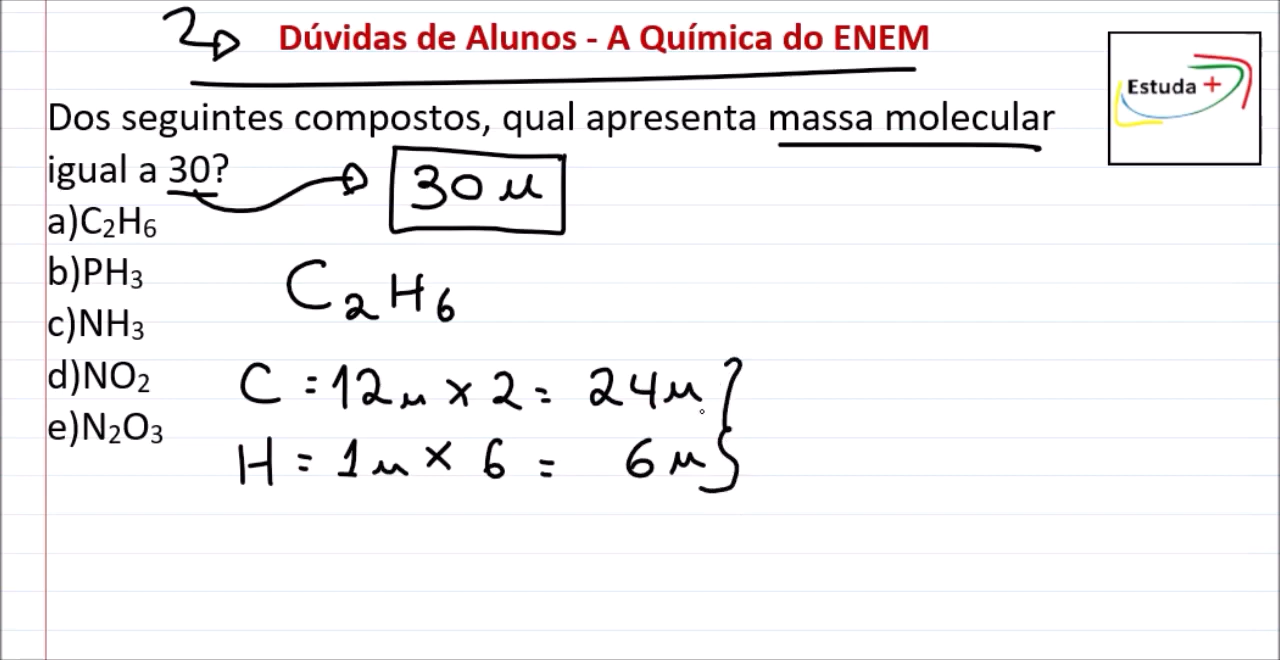 Dúvidas de Alunos - A Química do ENEM
Estuda +
Dos seguintes compostos, qual apresenta massa molecular
igual a 30?
30 u
a)C₂H₆
b)PH₃
C₂H₆
c)NH₃
d)NO₂
C = 12u x 2 = 24u
e)N₂O₃
H = 1u x 6 = 6u